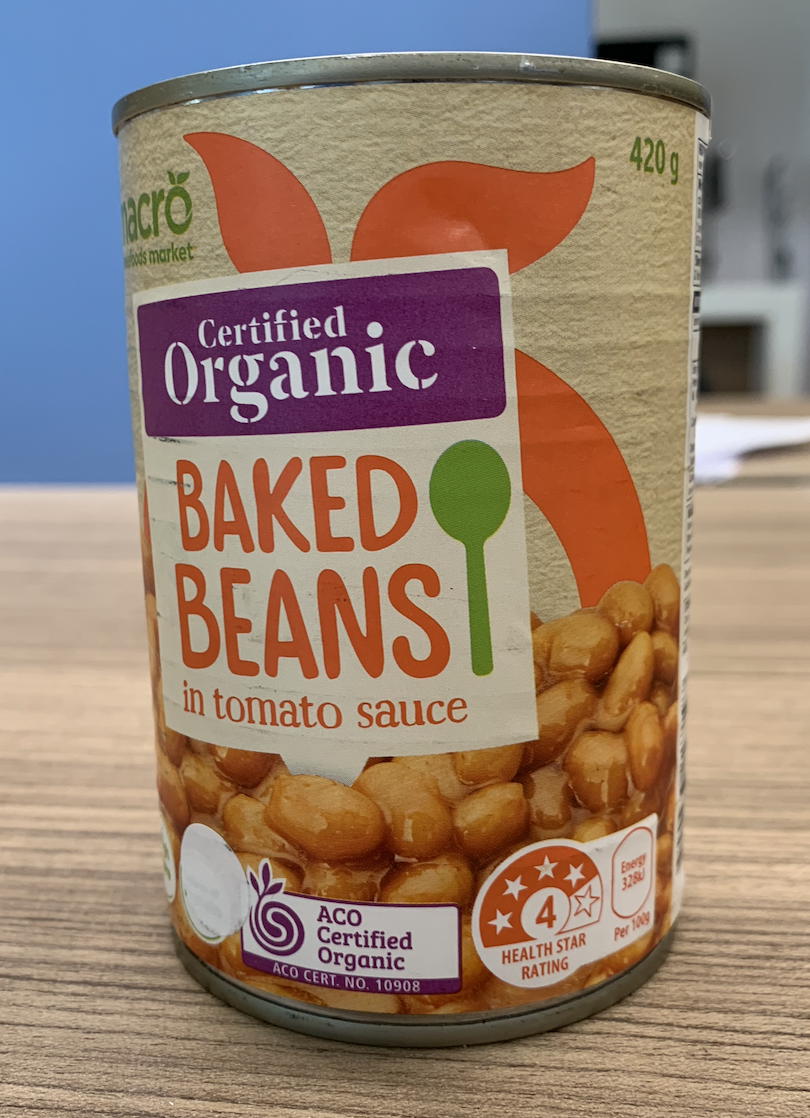 420 g
market
Certified
Organic
BAKED
BEANS
in tomato sauce
ACO
Certified
Organic
ACO CERT. NO. 10908
4
HEALTH STAR
RATING
Energy
328kJ
Per 100g